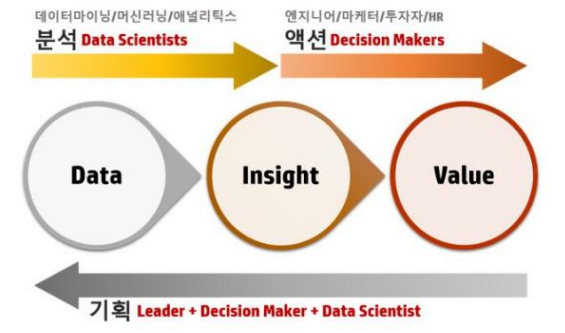 데이터마이닝/머신러닝/애널리틱스
분석 Data Scientists
엔지니어/마케터/투자자/HR
액션 Decision Makers
Data
Insight
Value
기획 Leader + Decision Maker + Data Scientist